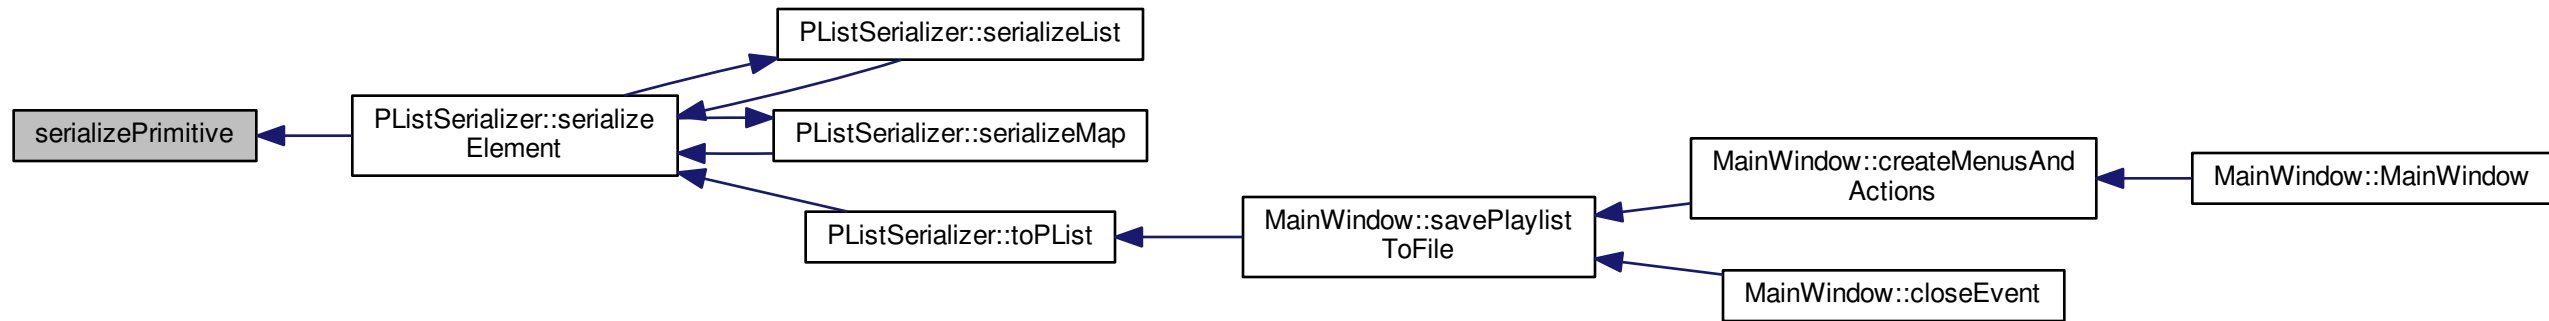 serializePrimitive
PListSerializer::serialize
Element
PListSerializer::serializeList
PListSerializer::serializeMap
PListSerializer::toPList
MainWindow::savePlaylist
ToFile
MainWindow::createMenusAnd
Actions
MainWindow::closeEvent
MainWindow::MainWindow